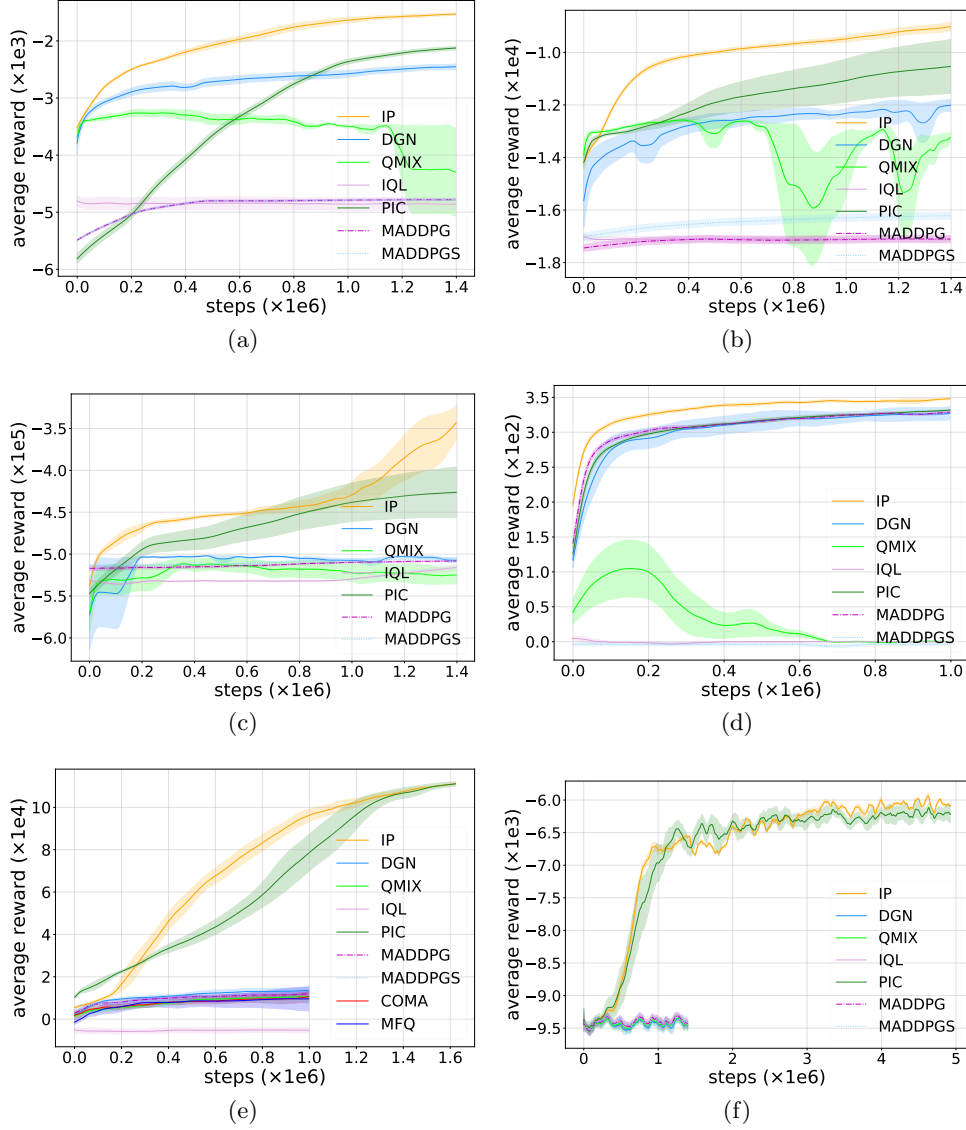 average reward (×1e3)
−2
−3
−4
−5
−6
IP
DGN
QMIX
IQL
PIC
MADDPG
MADDPGS
0.0 0.2 0.4 0.6 0.8 1.0 1.2 1.4
steps (×1e6)
(a)
average reward (×1e4)
−1.0
−1.2
−1.4
−1.6
−1.8
IP
DGN
QMIX
IQL
PIC
MADDPG
MADDPGS
0.0 0.2 0.4 0.6 0.8 1.0 1.2 1.4
steps (×1e6)
(b)
average reward (×1e5)
−3.5
−4.0
−4.5
−5.0
−5.5
−6.0
IP
DGN
QMIX
IQL
PIC
MADDPG
MADDPGS
0.0 0.2 0.4 0.6 0.8 1.0 1.2 1.4
steps (×1e6)
(c)
average reward (×1e2)
3.5
3.0
2.5
2.0
1.5
1.0
0.5
0.0
IP
DGN
QMIX
IQL
PIC
MADDPG
MADDPGS
0.0 0.2 0.4 0.6 0.8 1.0
steps (×1e6)
(d)
average reward (×1e4)
10
8
6
4
2
0
IP
DGN
QMIX
IQL
PIC
MADDPG
MADDPGS
COMA
MFQ
0.0 0.2 0.4 0.6 0.8 1.0 1.2 1.4 1.6
steps (×1e6)
(e)
average reward (×1e3)
−6.0
−6.5
−7.0
−7.5
−8.0
−8.5
−9.0
−9.5
IP
DGN
QMIX
IQL
PIC
MADDPG
MADDPGS
0 1 2 3 4 5
steps (×1e6)
(f)